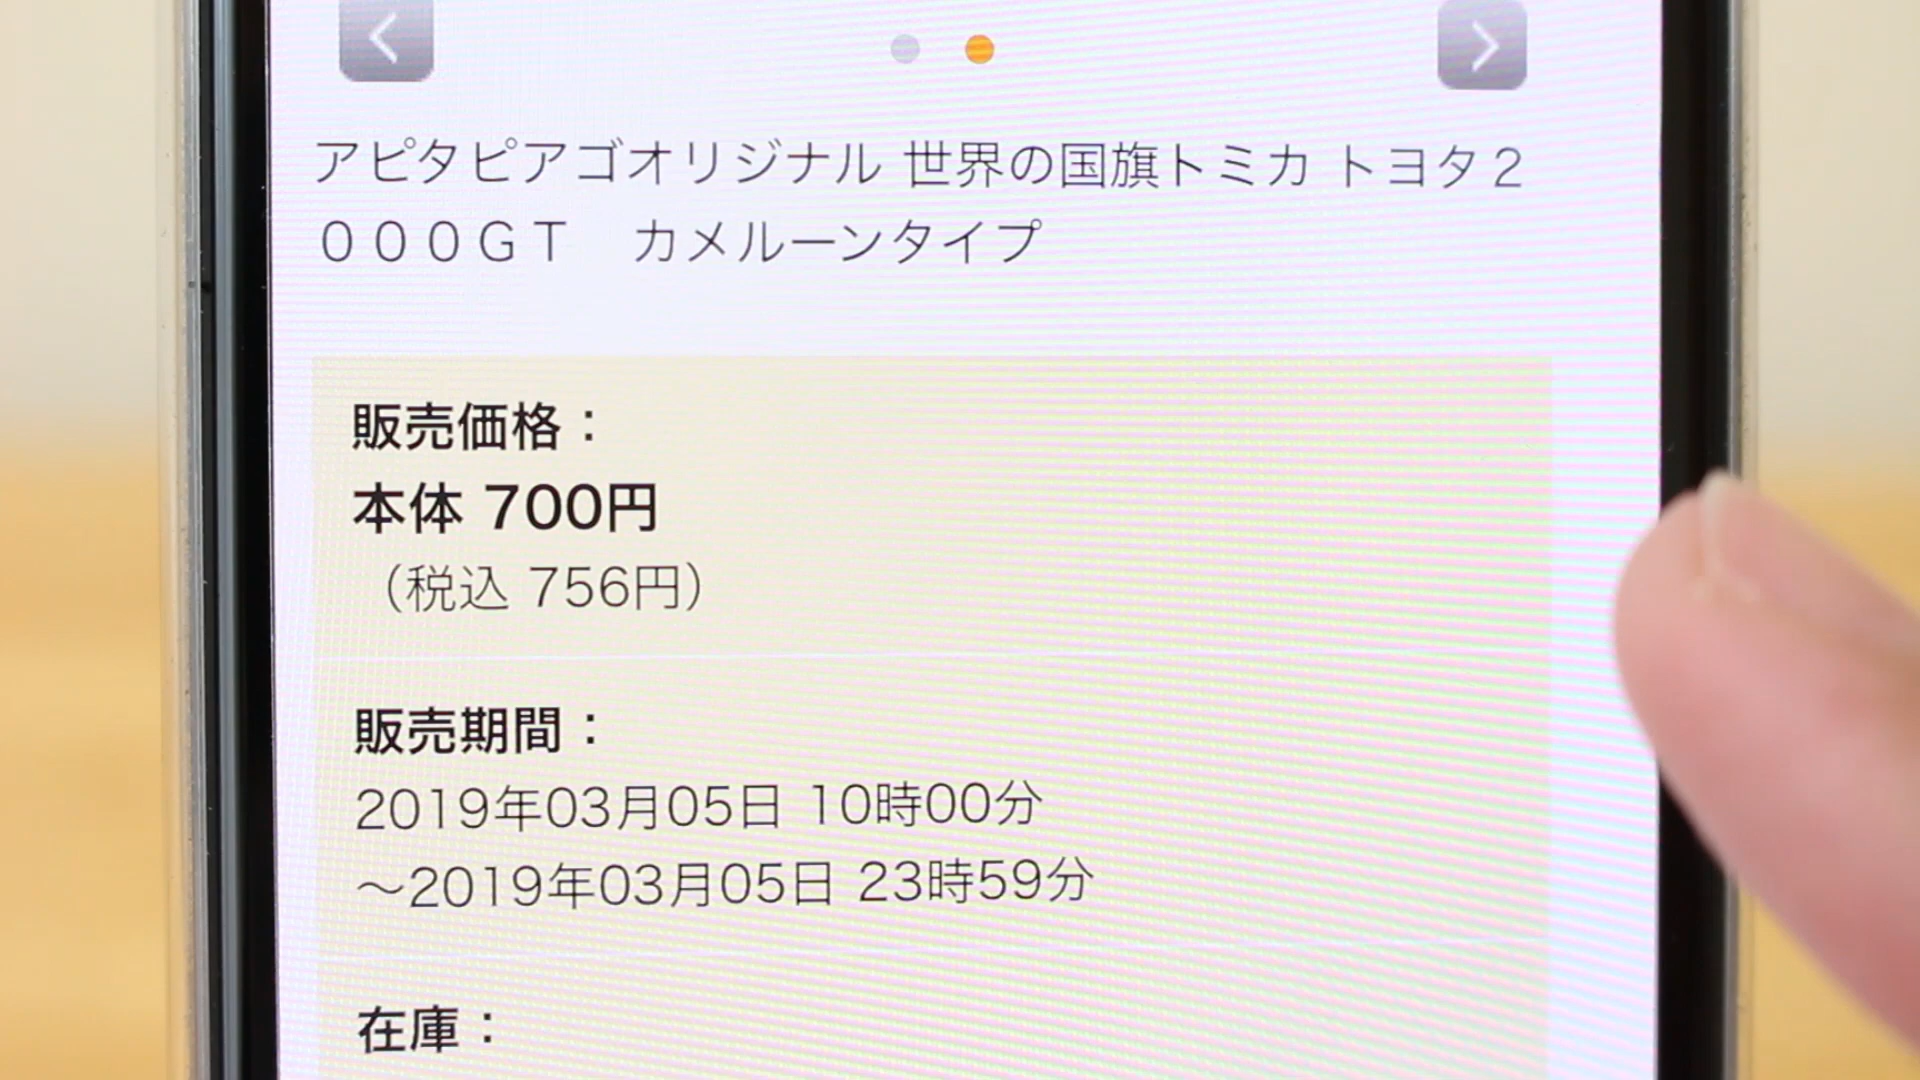 アピタピアゴオリジナル 世界の国旗トミカ トヨタ２
０００ＧＴ　カメルーンタイプ
販売価格：
本体 700円
（税込 756円）
販売期間：
2019年03月05日 10時00分
～2019年03月05日 23時59分
在庫：